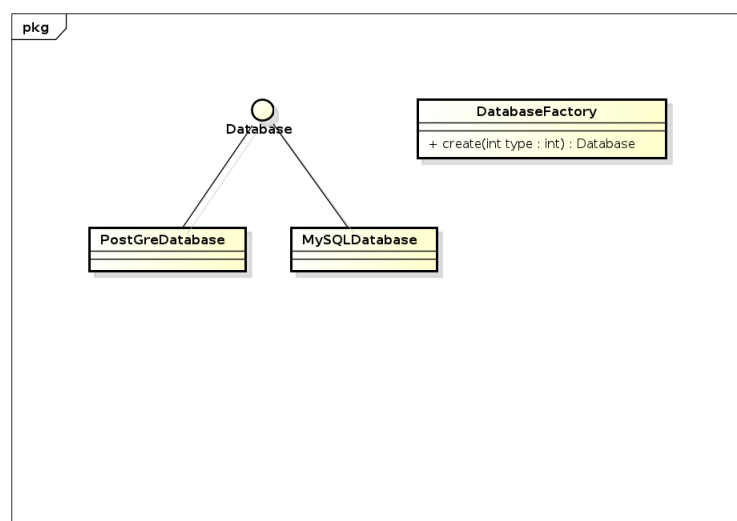 pkg
Database
DatabaseFactory
+ create(int type : int) : Database
PostGreDatabase
MySQLDatabase